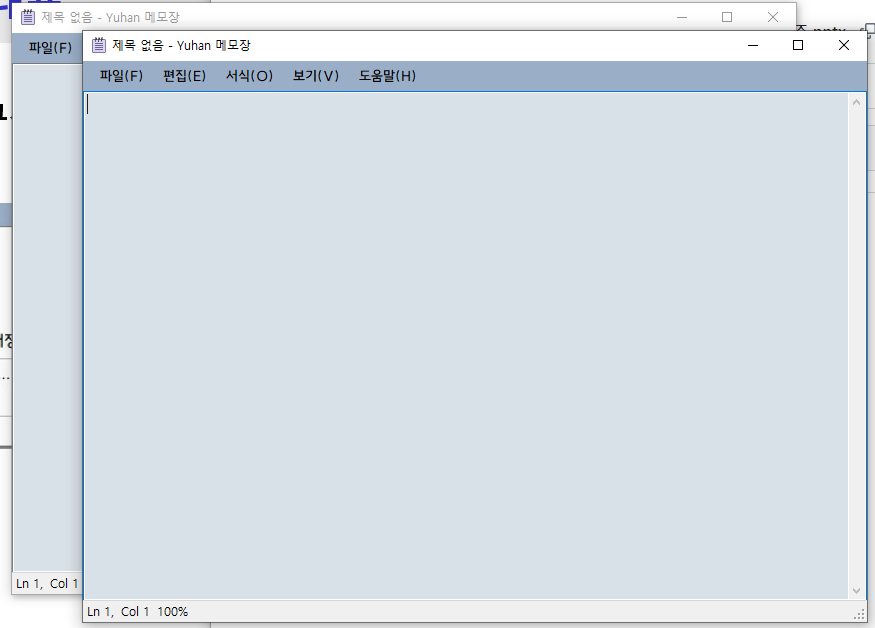 제목 없음 - Yuhan 메모장
파일(F)
제목 없음 - Yuhan 메모장
파일(F) 편집(E) 서식(O) 보기(V) 도움말(H)
Ln 1, Col 1
Ln 1, Col 1 100%